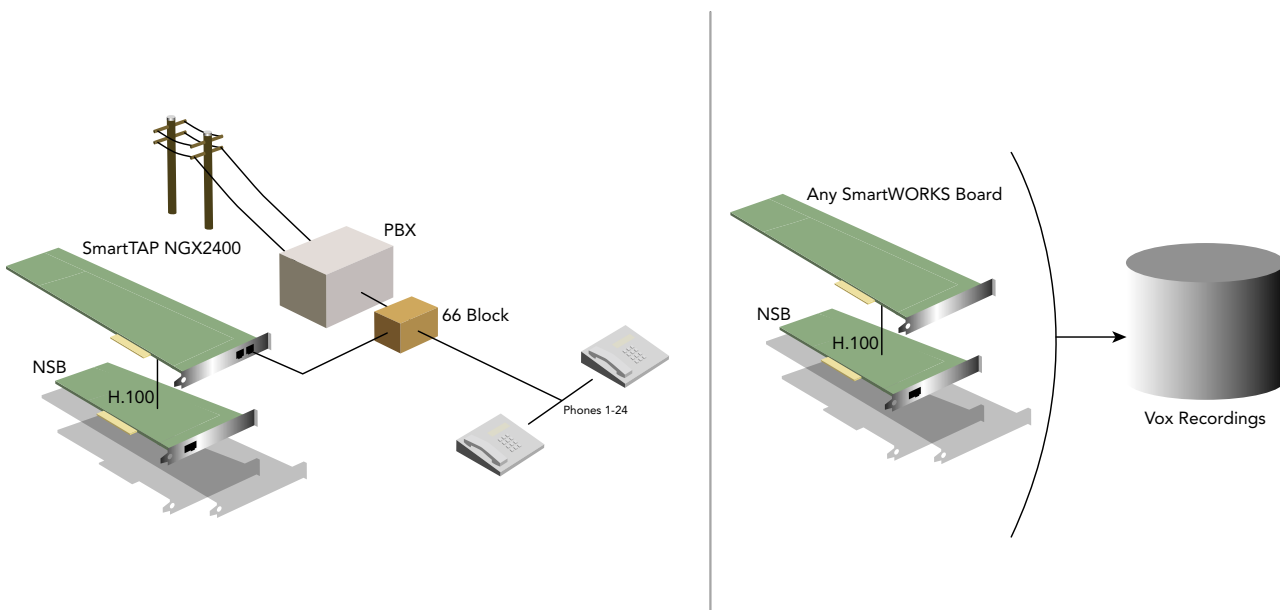 SmartTAP NGX2400
PBX
66 Block
NSB
H.100
Phones 1-24
Any SmartWORKS Board
NSB
H.100
Vox Recordings